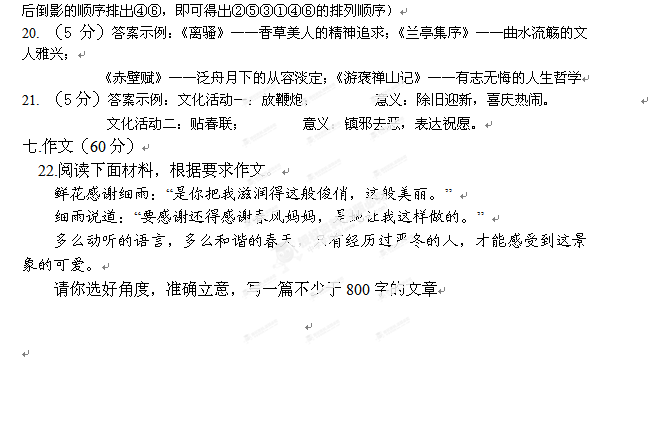 后倒影的顺序排出④⑥，即可得出②⑤③①④⑥的排列顺序）
20. （5 分）答案示例：《离骚》——香草美人的精神追求；《兰亭集序》——曲水流觞的文
人雅兴；
《赤壁赋》——泛舟月下的从容淡定；《游褒禅山记》——有志无悔的人生哲学
21. （5分）答案示例：文化活动一：放鞭炮； 意义：除旧迎新，喜庆热闹。
文化活动二：贴春联； 意义：镇邪去恶，表达祝愿。
七.作文（60 分）
22.阅读下面材料，根据要求作文。
鲜花感谢细雨：“是你把我滋润得这般俊俏，这般美丽。”
细雨说道：“要感谢还得感谢春风妈妈，是她让我这样做的。”
多么动听的语言，多么和谐的春天。只有经历过严冬的人，才能感受到这景
象的可爱。
请你选好角度，准确立意，写一篇不少于 800 字的文章